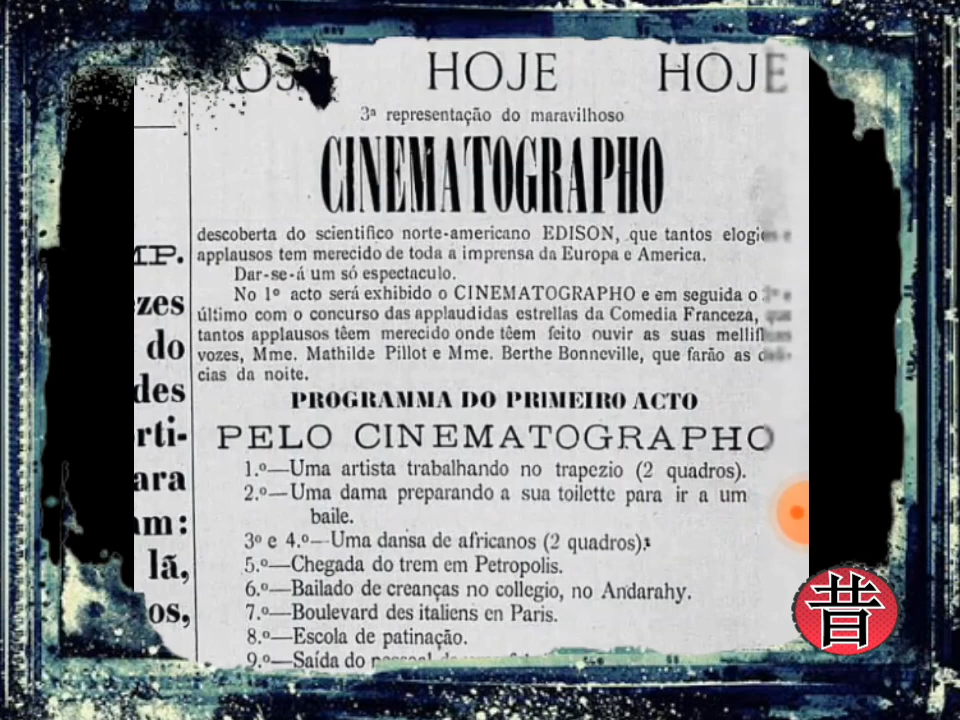 HOJE HOJE
3ª representação do maravilhoso
CINEMATOGRAPHO
descoberta do scientifico norte-americano EDISON, que tantos
MP. applausos tem merecido de toda a imprensa da Europa e America.
Dar-se-á um só espectaculo.
zes No 1º acto será exhibido o CINEMATOGRAPHO e em seguida o
último com o concurso das applaudidas estrellas da Comedia Franceza,
do tantos applausos têem merecido onde têem feito ouvir as suas
vozes, Mme. Mathilde Pillot e Mme. Berthe Bonneville, que farão as
des cias da noite.
PROGRAMMA DO PRIMEIRO ACTO
rti- PELO CINEMATOGRAPHO
ara 1.º—Uma artista trabalhando no trapezio (2 quadros).
2.º—Uma dama preparando a sua toilette para ir a um
am: baile.
3º e 4.º—Uma dansa de africanos (2 quadros).
lã, 5.º—Chegada do trem em Petropolis.
6.º—Bailado de creanças no collegio, no Andarahy.
os, 7.º—Boulevard des italiens en Paris.
8.º—Escola de patinação.
9.º—Saída do
昔